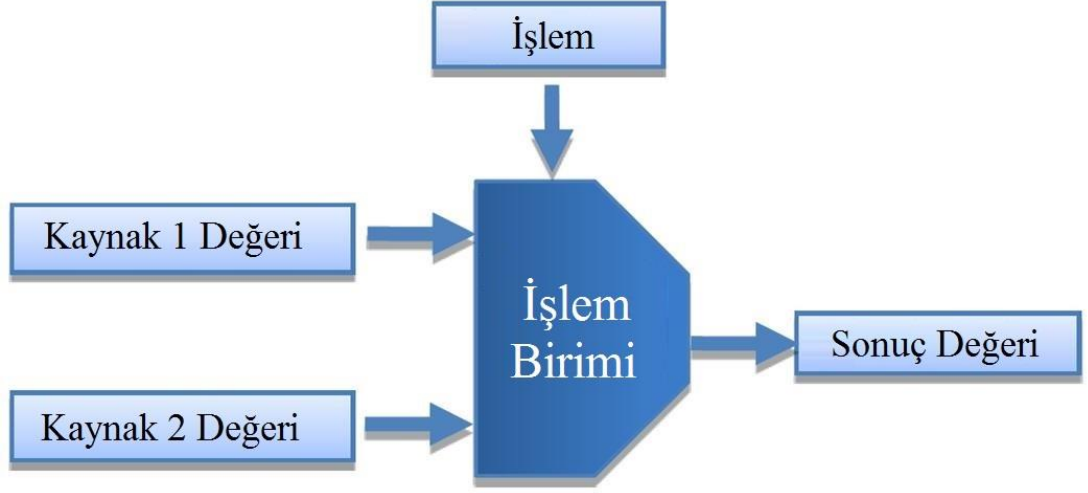 İşlem
Kaynak 1 Değeri
İşlem
Birimi
Sonuç Değeri
Kaynak 2 Değeri